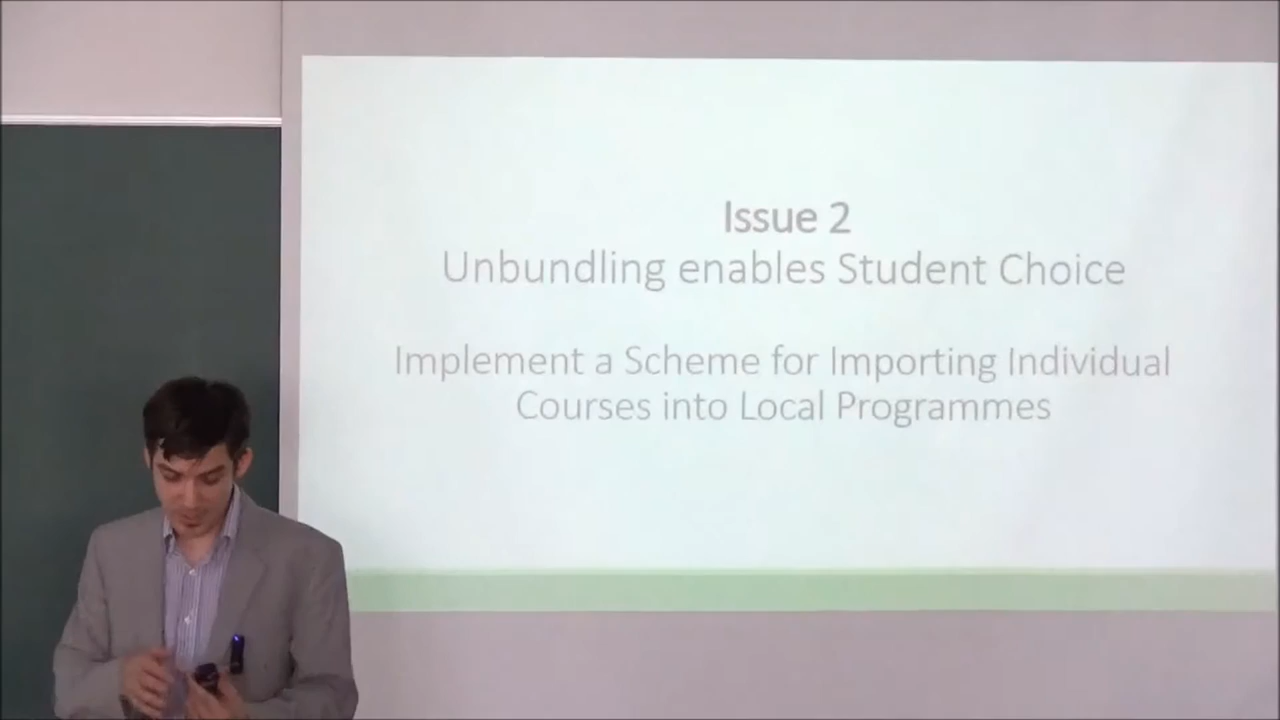 Issue 2
Unbundling enables Student Choice
Implement a Scheme for Importing Individual
Courses into Local Programmes